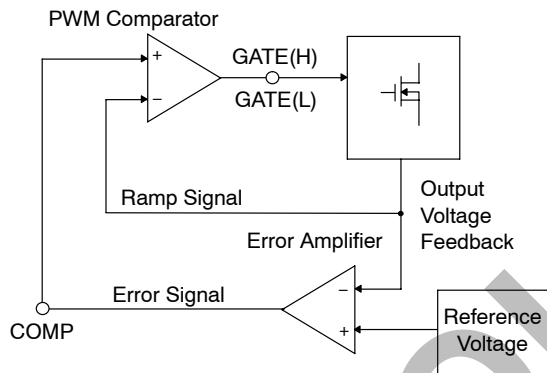 PWM Comparator
+
−
GATE(H)
GATE(L)
Ramp Signal
Output
Voltage
Feedback
Error Amplifier
Error Signal
−
+
COMP
Reference
Voltage